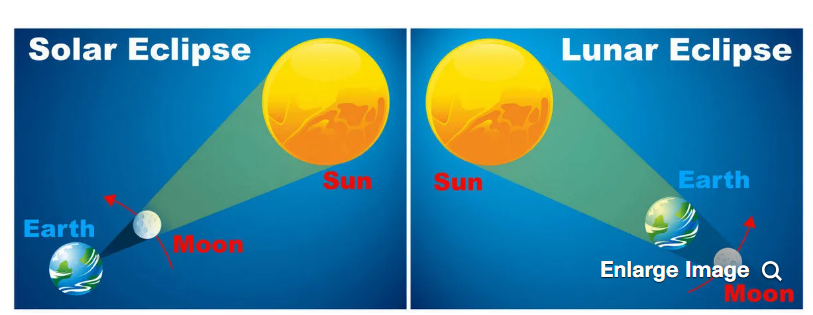 Solar Eclipse
Sun
Earth
Moon
Lunar Eclipse
Sun
Earth
Enlarge Image
Moon